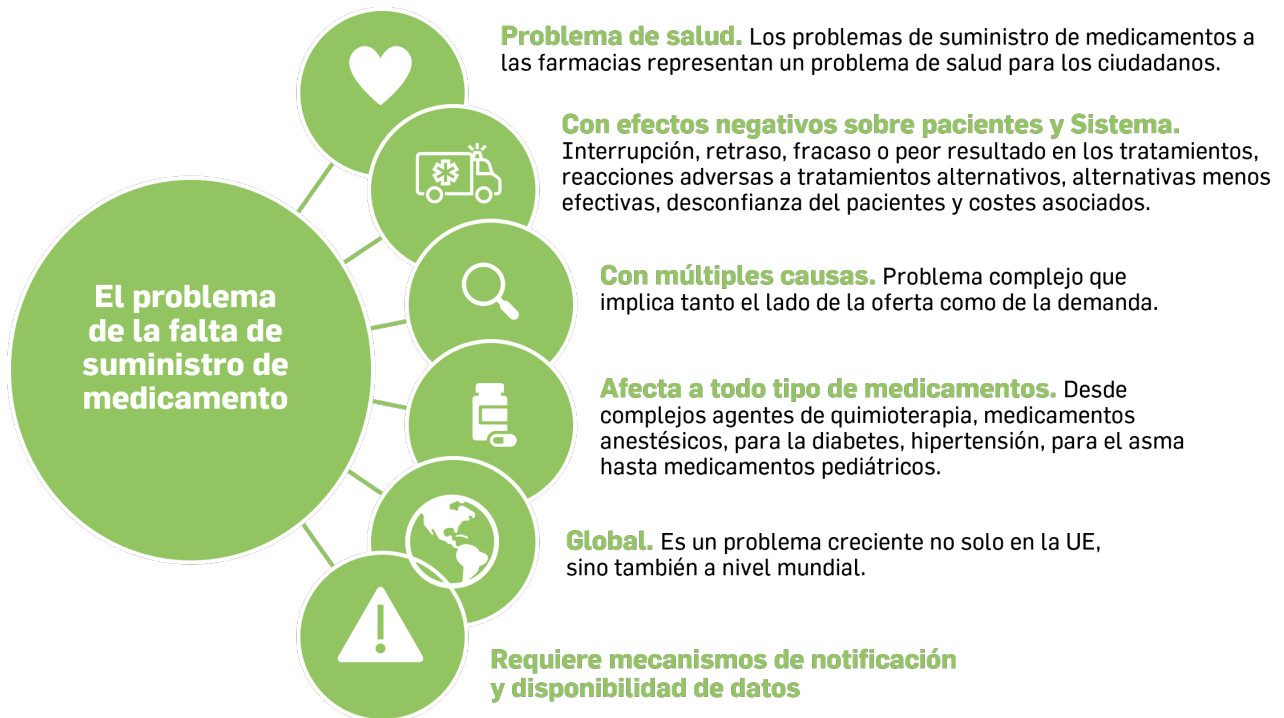 El problema
de la falta de
suministro de
medicamento
Problema de salud. Los problemas de suministro de medicamentos a
las farmacias representan un problema de salud para los ciudadanos.
Con efectos negativos sobre pacientes y Sistema.
Interrupción, retraso, fracaso o peor resultado en los tratamientos,
reacciones adversas a tratamientos alternativos, alternativas menos
efectivas, desconfianza del pacientes y costes asociados.
Con múltiples causas. Problema complejo que
implica tanto el lado de la oferta como de la demanda.
Afecta a todo tipo de medicamentos. Desde
complejos agentes de quimioterapia, medicamentos
anestésicos, para la diabetes, hipertensión, para el asma
hasta medicamentos pediátricos.
Global. Es un problema creciente no solo en la UE,
sino también a nivel mundial.
Requiere mecanismos de notificación
y disponibilidad de datos